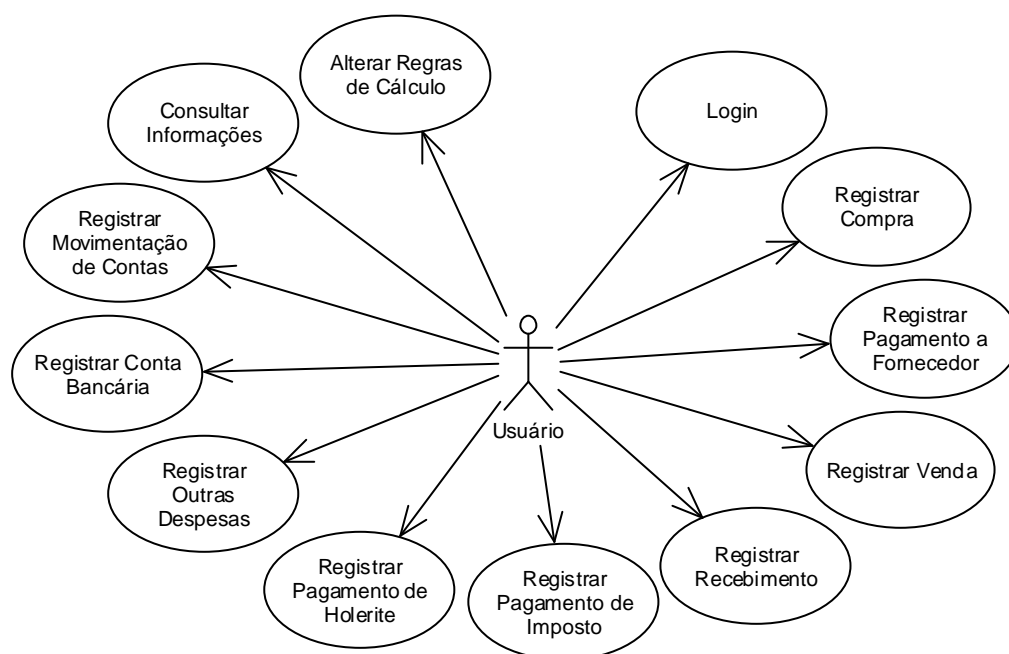 Alterar Regras
de Cálculo
Consultar
Informações
Login
Registrar
Compra
Registrar
Movimentação
de Contas
Registrar
Pagamento a
Fornecedor
Registrar Conta
Bancária
Usuário
Registrar Venda
Registrar
Outras
Despesas
Registrar
Recebimento
Registrar
Pagamento de
Holerite
Registrar
Pagamento de
Imposto